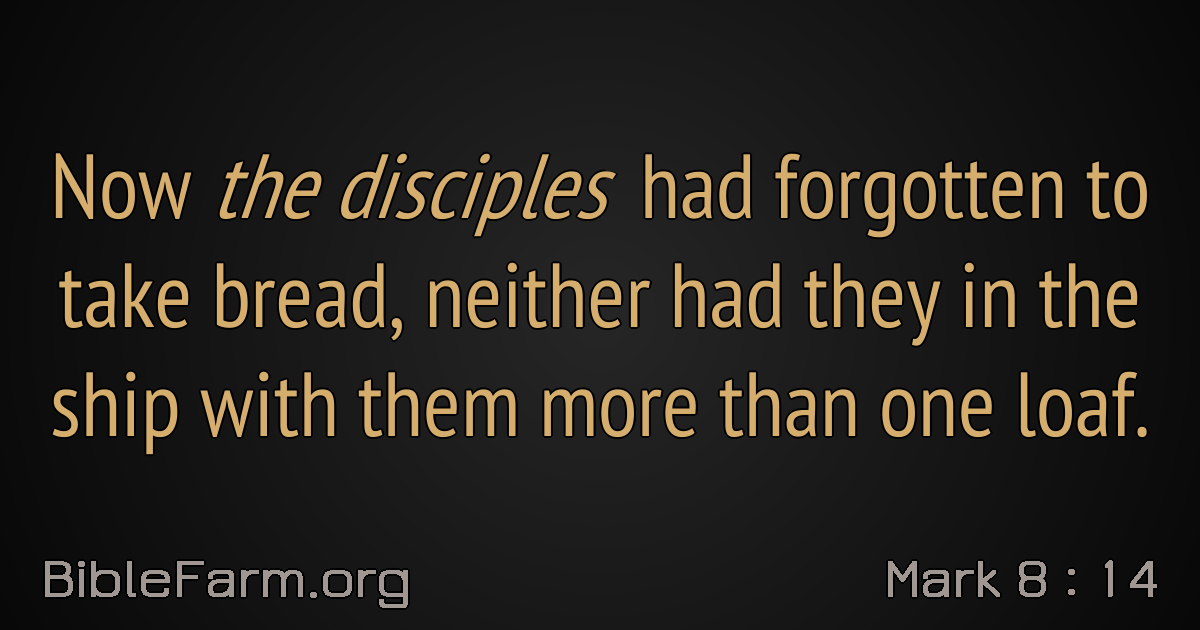 Now the disciples had forgotten to
take bread, neither had they in the
ship with them more than one loaf.
BibleFarm.org
Mark 8 : 14